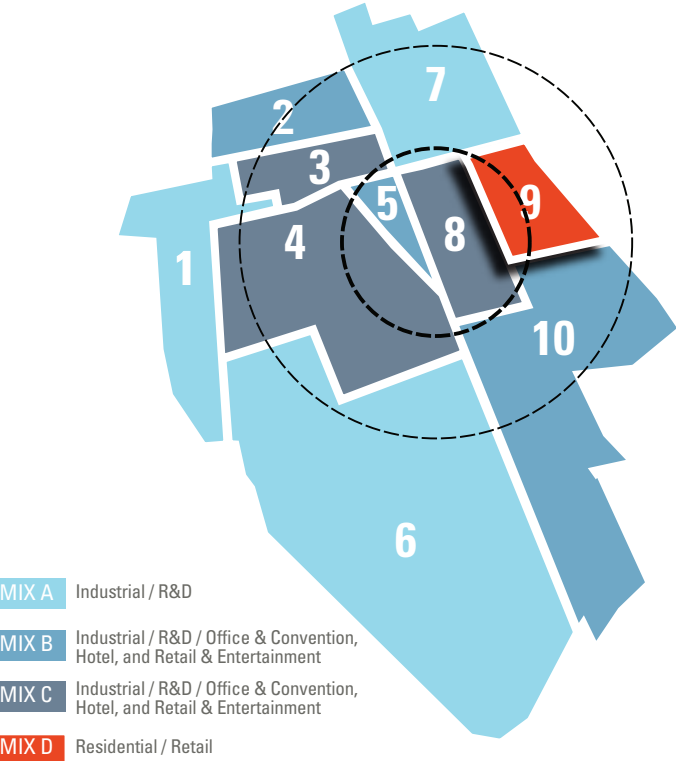 7
2
3
5
9
8
4
1
10
6
MIX A Industrial / R&D
MIX B Industrial / R&D / Office & Convention,
Hotel, and Retail & Entertainment
MIX C Industrial / R&D / Office & Convention,
Hotel, and Retail & Entertainment
MIX D Residential / Retail